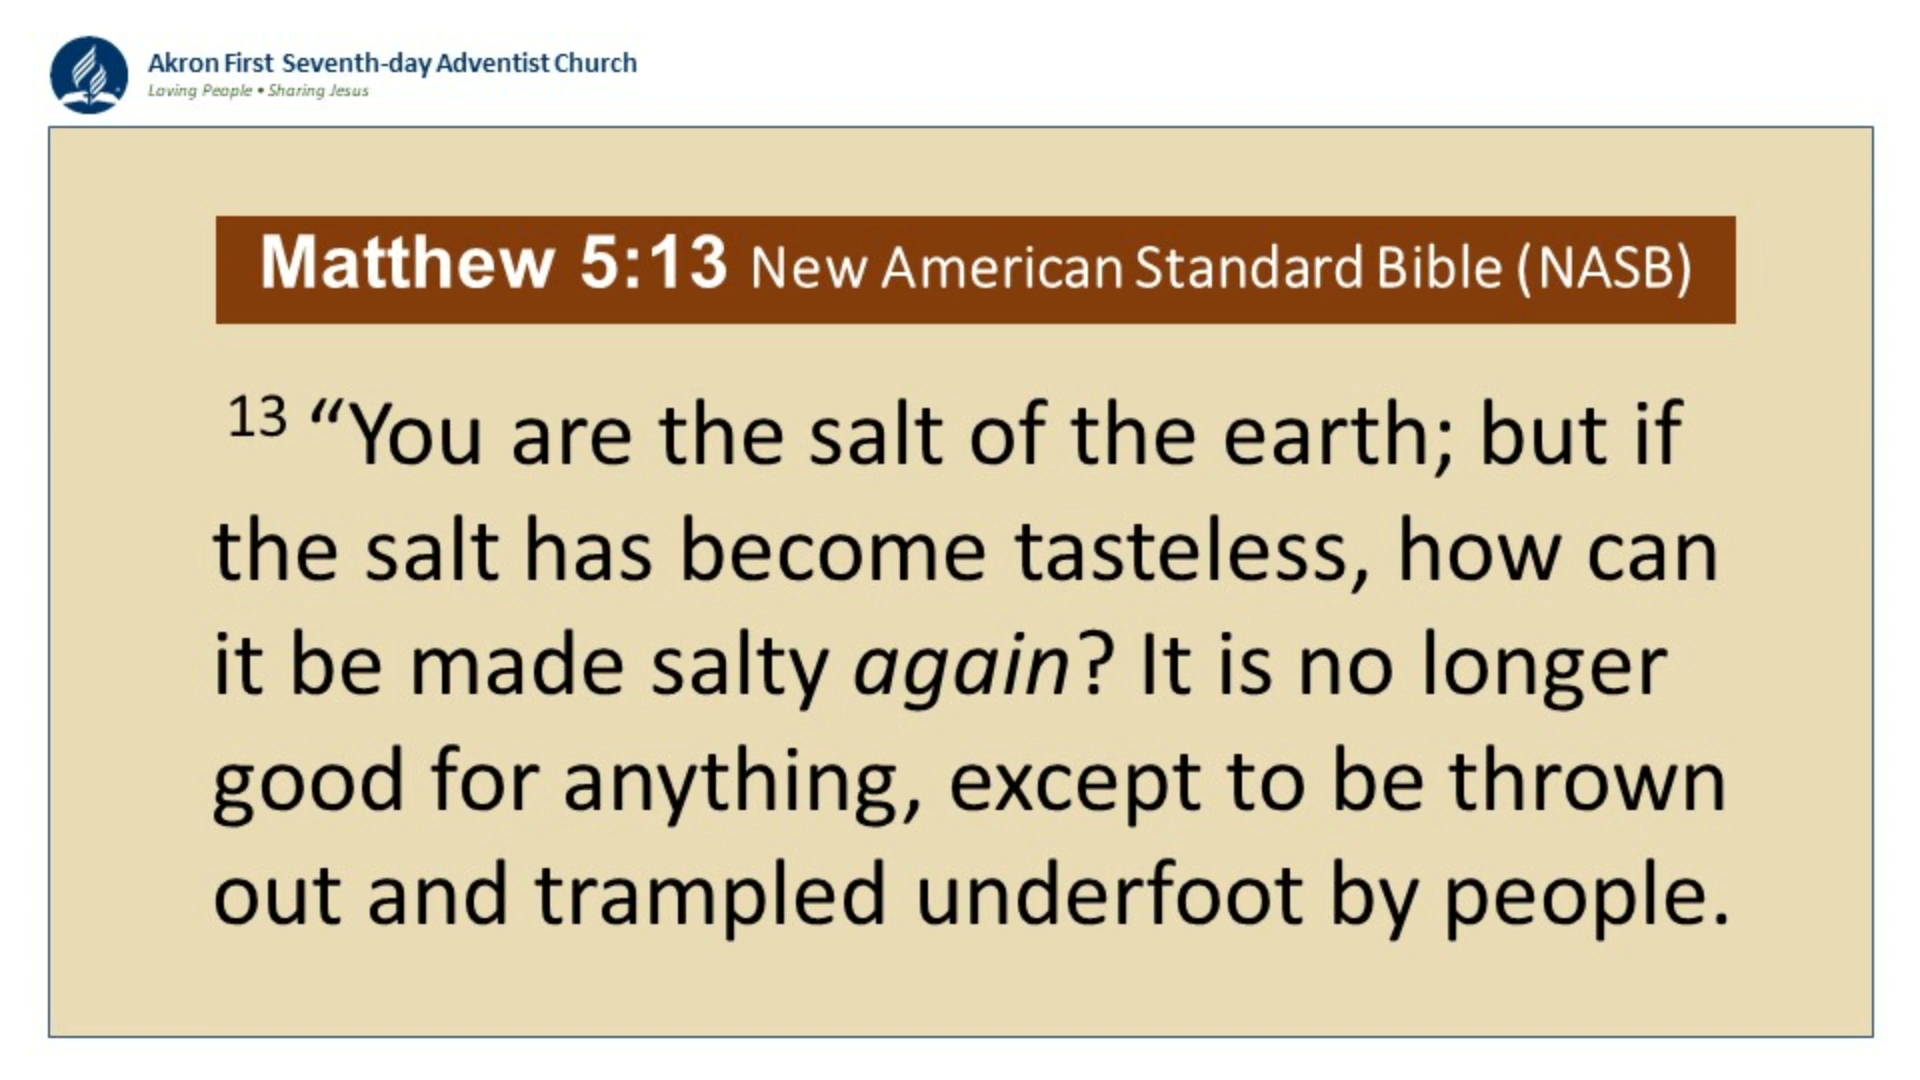 Akron First Seventh-day Adventist Church
Loving People • Sharing Jesus
Matthew 5:13 New American Standard Bible (NASB)
13 “You are the salt of the earth; but if
the salt has become tasteless, how can
it be made salty again? It is no longer
good for anything, except to be thrown
out and trampled underfoot by people.